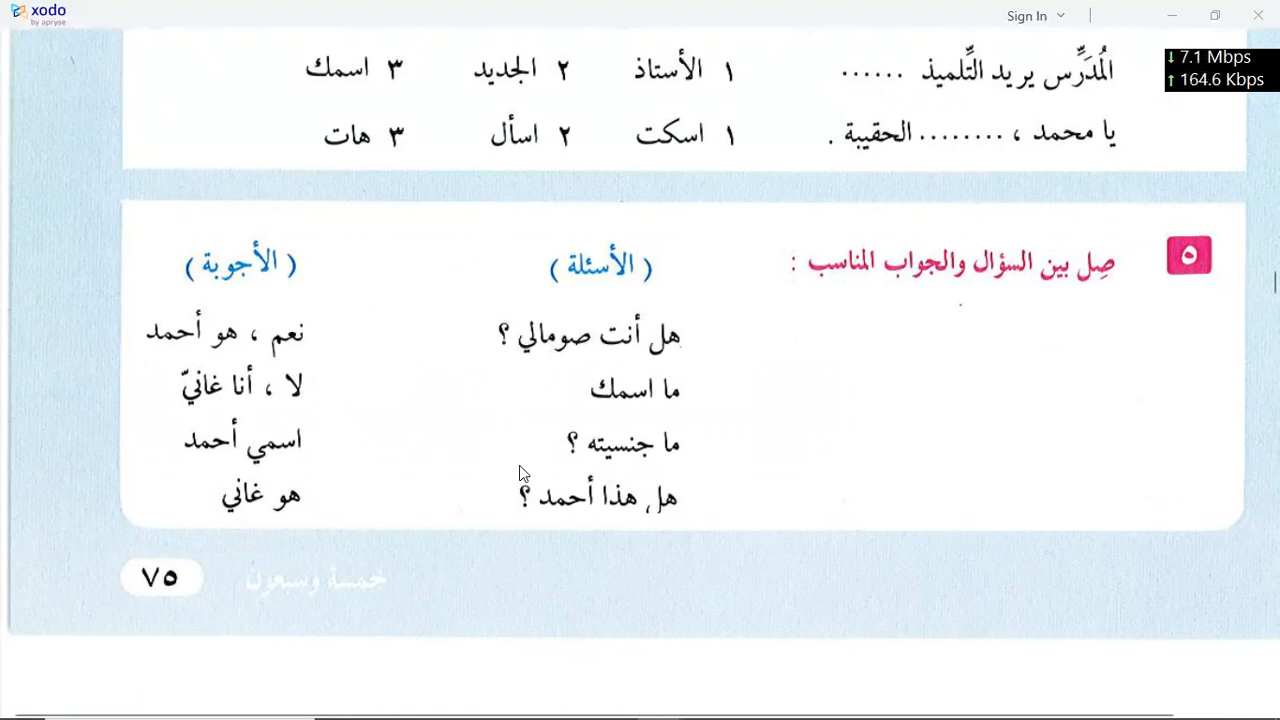 xodo
by apryse
Sign In
↓ 7.1 Mbps
↑ 164.6 Kbps
المُدَرِّس يريد التِّلميذ ...... ١ الأستاذ ٢ الجديد ٣ اسمك
يا محمد ، ........ الحقيبة . ١ اسكت ٢ اسأل ٣ هات
٥ صِل بين السؤال والجواب المناسب :
( الأسئلة ) ( الأجوبة )
هل أنت صومالي ؟ نعم ، هو أحمد
ما اسمك لا ، أنا غانيّ
ما جنسيته ؟ اسمي أحمد
هل هذا أحمد ؟ هو غاني
٧٥ خمسة وسبعون